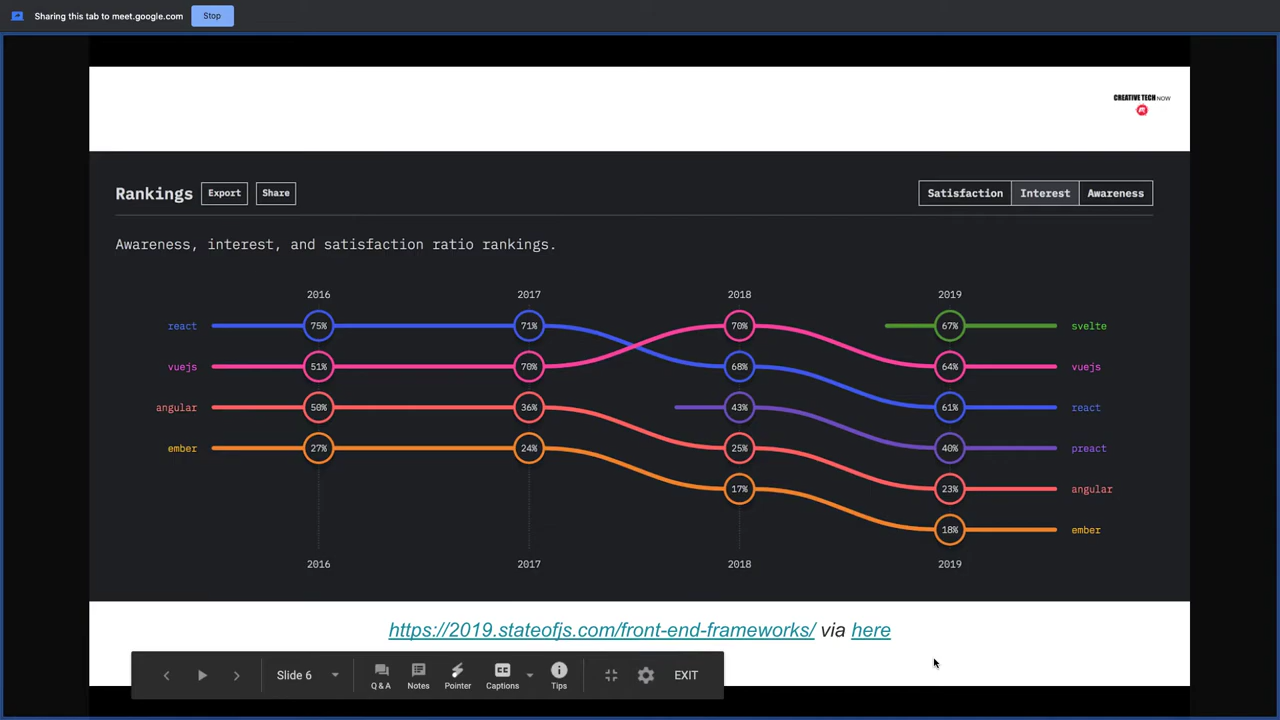 Sharing this tab to meet.google.com Stop
CREATIVE TECH NOW
Rankings Export Share Satisfaction Interest Awareness
Awareness, interest, and satisfaction ratio rankings.
2016 2017 2018 2019
react 75% 71% 70% 67% svelte
vuejs 51% 70% 68% 64% vuejs
angular 50% 36% 43% 61% react
ember 27% 24% 25% 40% preact
17% 23% angular
18% ember
2016 2017 2018 2019
https://2019.stateofjs.com/front-end-frameworks/ via here
Slide 6 Q & A Notes Pointer CC Captions Tips EXIT